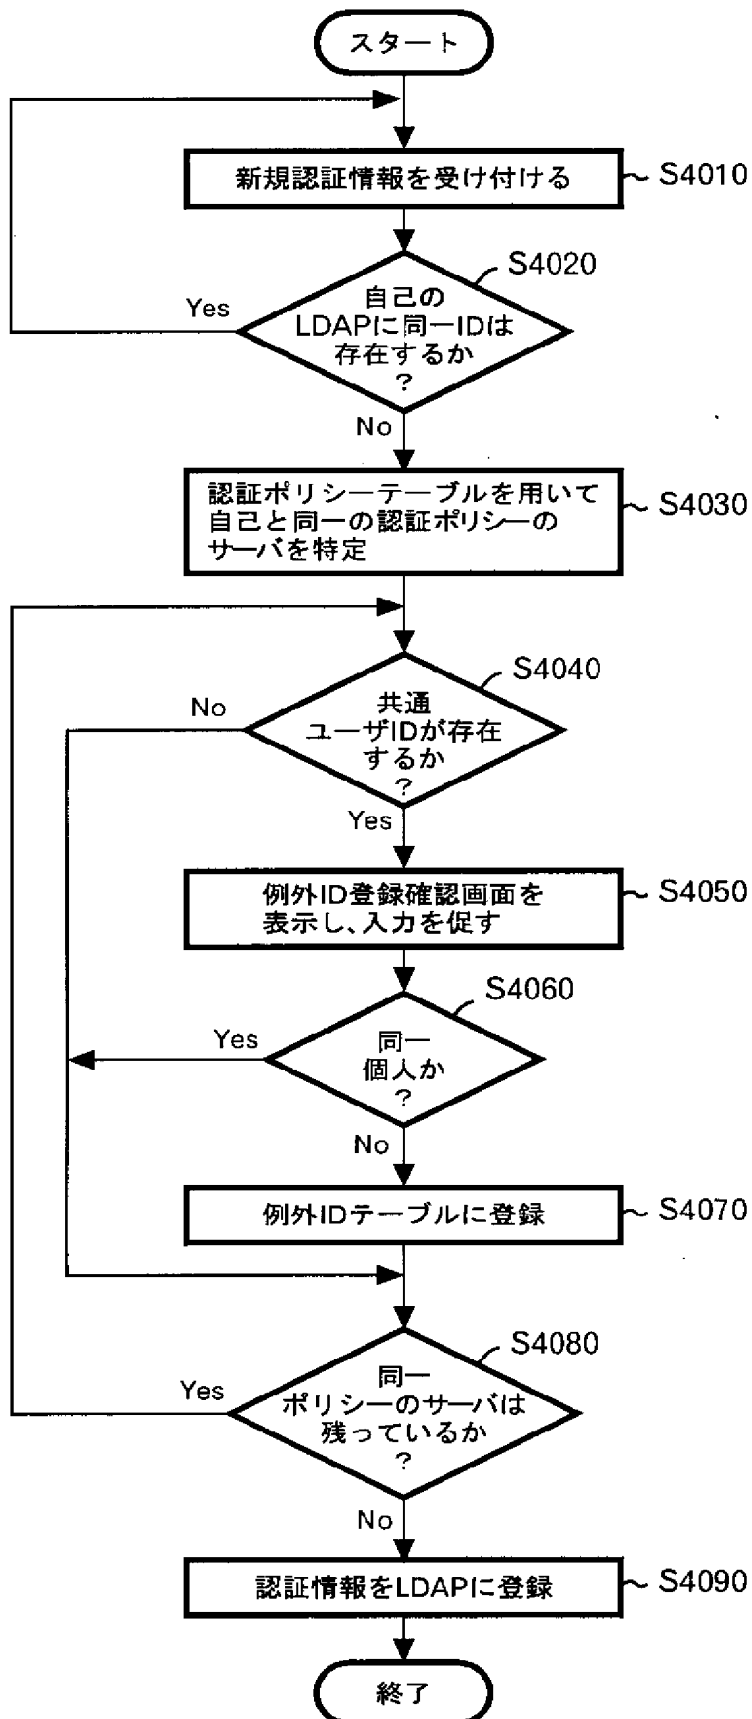 スタート
新規認証情報を受け付ける
S4010
S4020
自己の
LDAPに同一IDは
存在するか
?
Yes
No
認証ポリシーテーブルを用いて
自己と同一の認証ポリシーの
サーバを特定
S4030
S4040
共通
ユーザIDが存在
するか
?
No
Yes
例外ID登録確認画面を
表示し、入力を促す
S4050
S4060
同一
個人か
?
Yes
No
例外IDテーブルに登録
S4070
S4080
同一
ポリシーのサーバは
残っているか
?
Yes
No
認証情報をLDAPに登録
S4090
終了